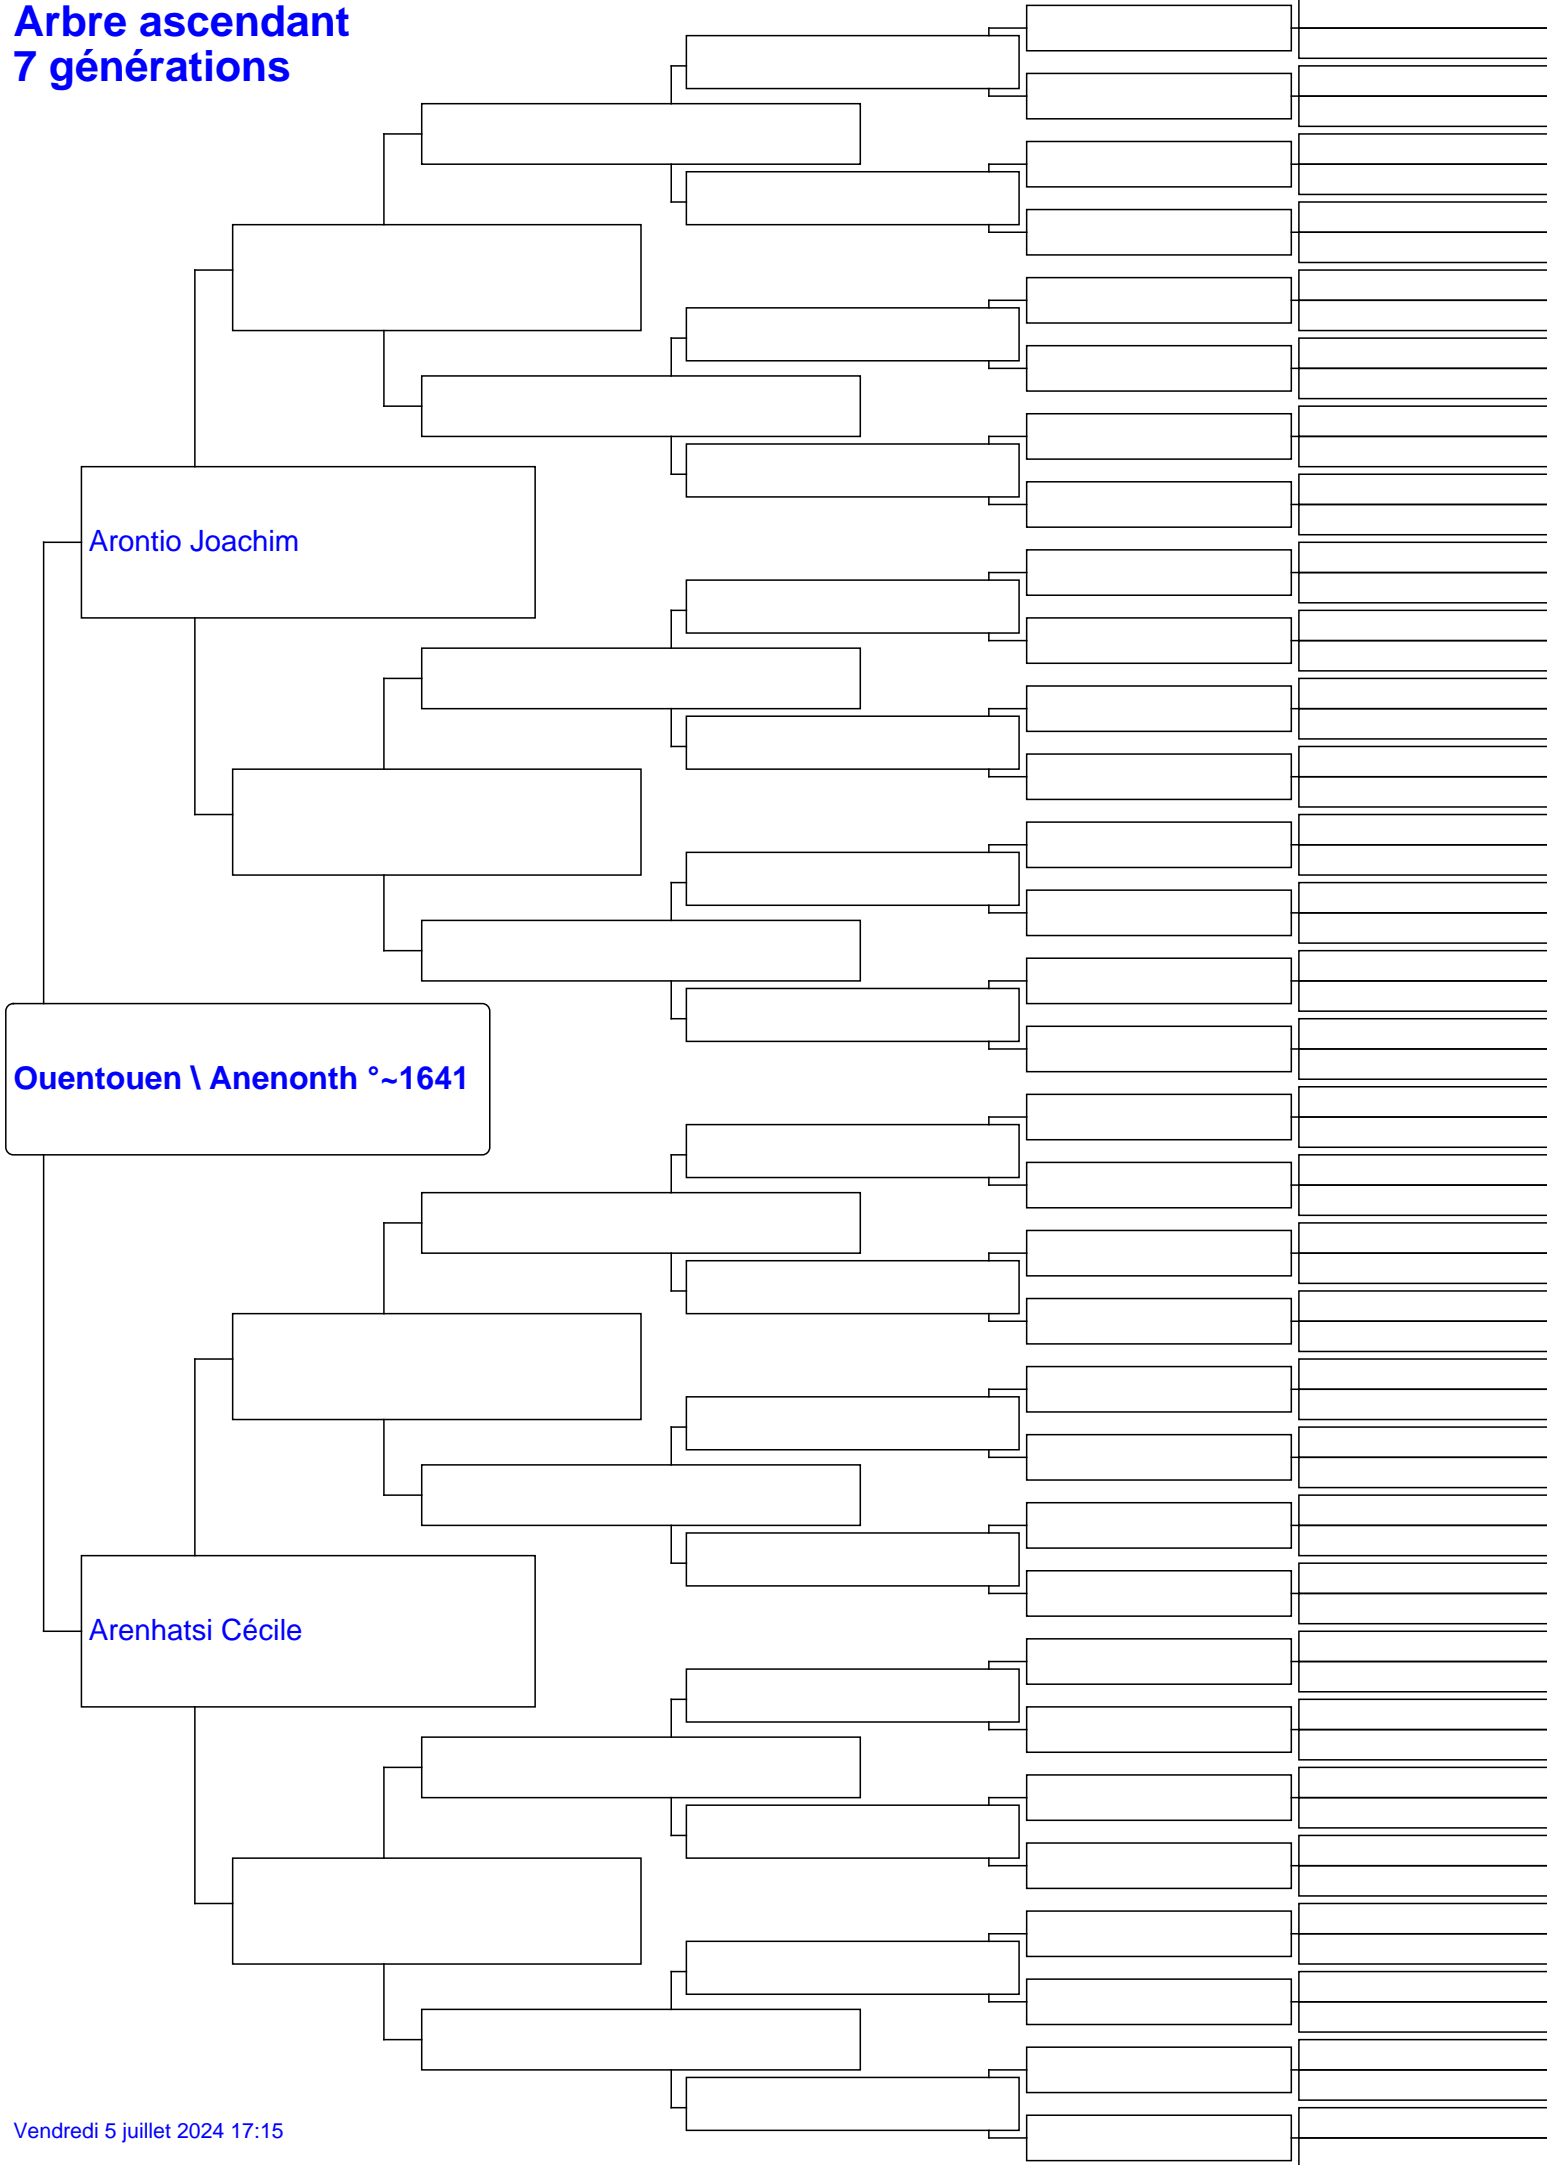 Arbre ascendant
7 générations
Arontio Joachim
Ouentouen \ Anenonth °~1641
Arenhatsi Cécile
Vendredi 5 juillet 2024 17:15